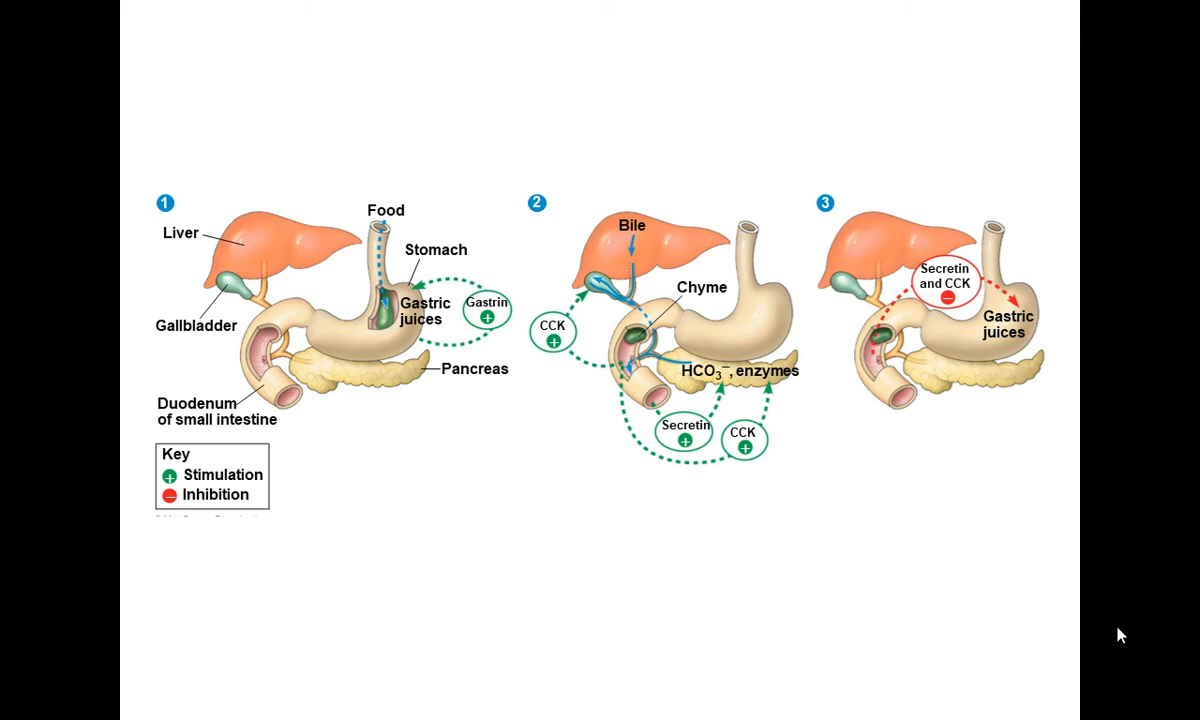 1
Food
Liver
Stomach
Gastric
juices
Gastrin
+
Gallbladder
Pancreas
Duodenum
of small intestine
Key
+ Stimulation
– Inhibition
2
Bile
Chyme
CCK
+
HCO3–, enzymes
Secretin
+
CCK
+
3
Secretin
and CCK
–
Gastric
juices